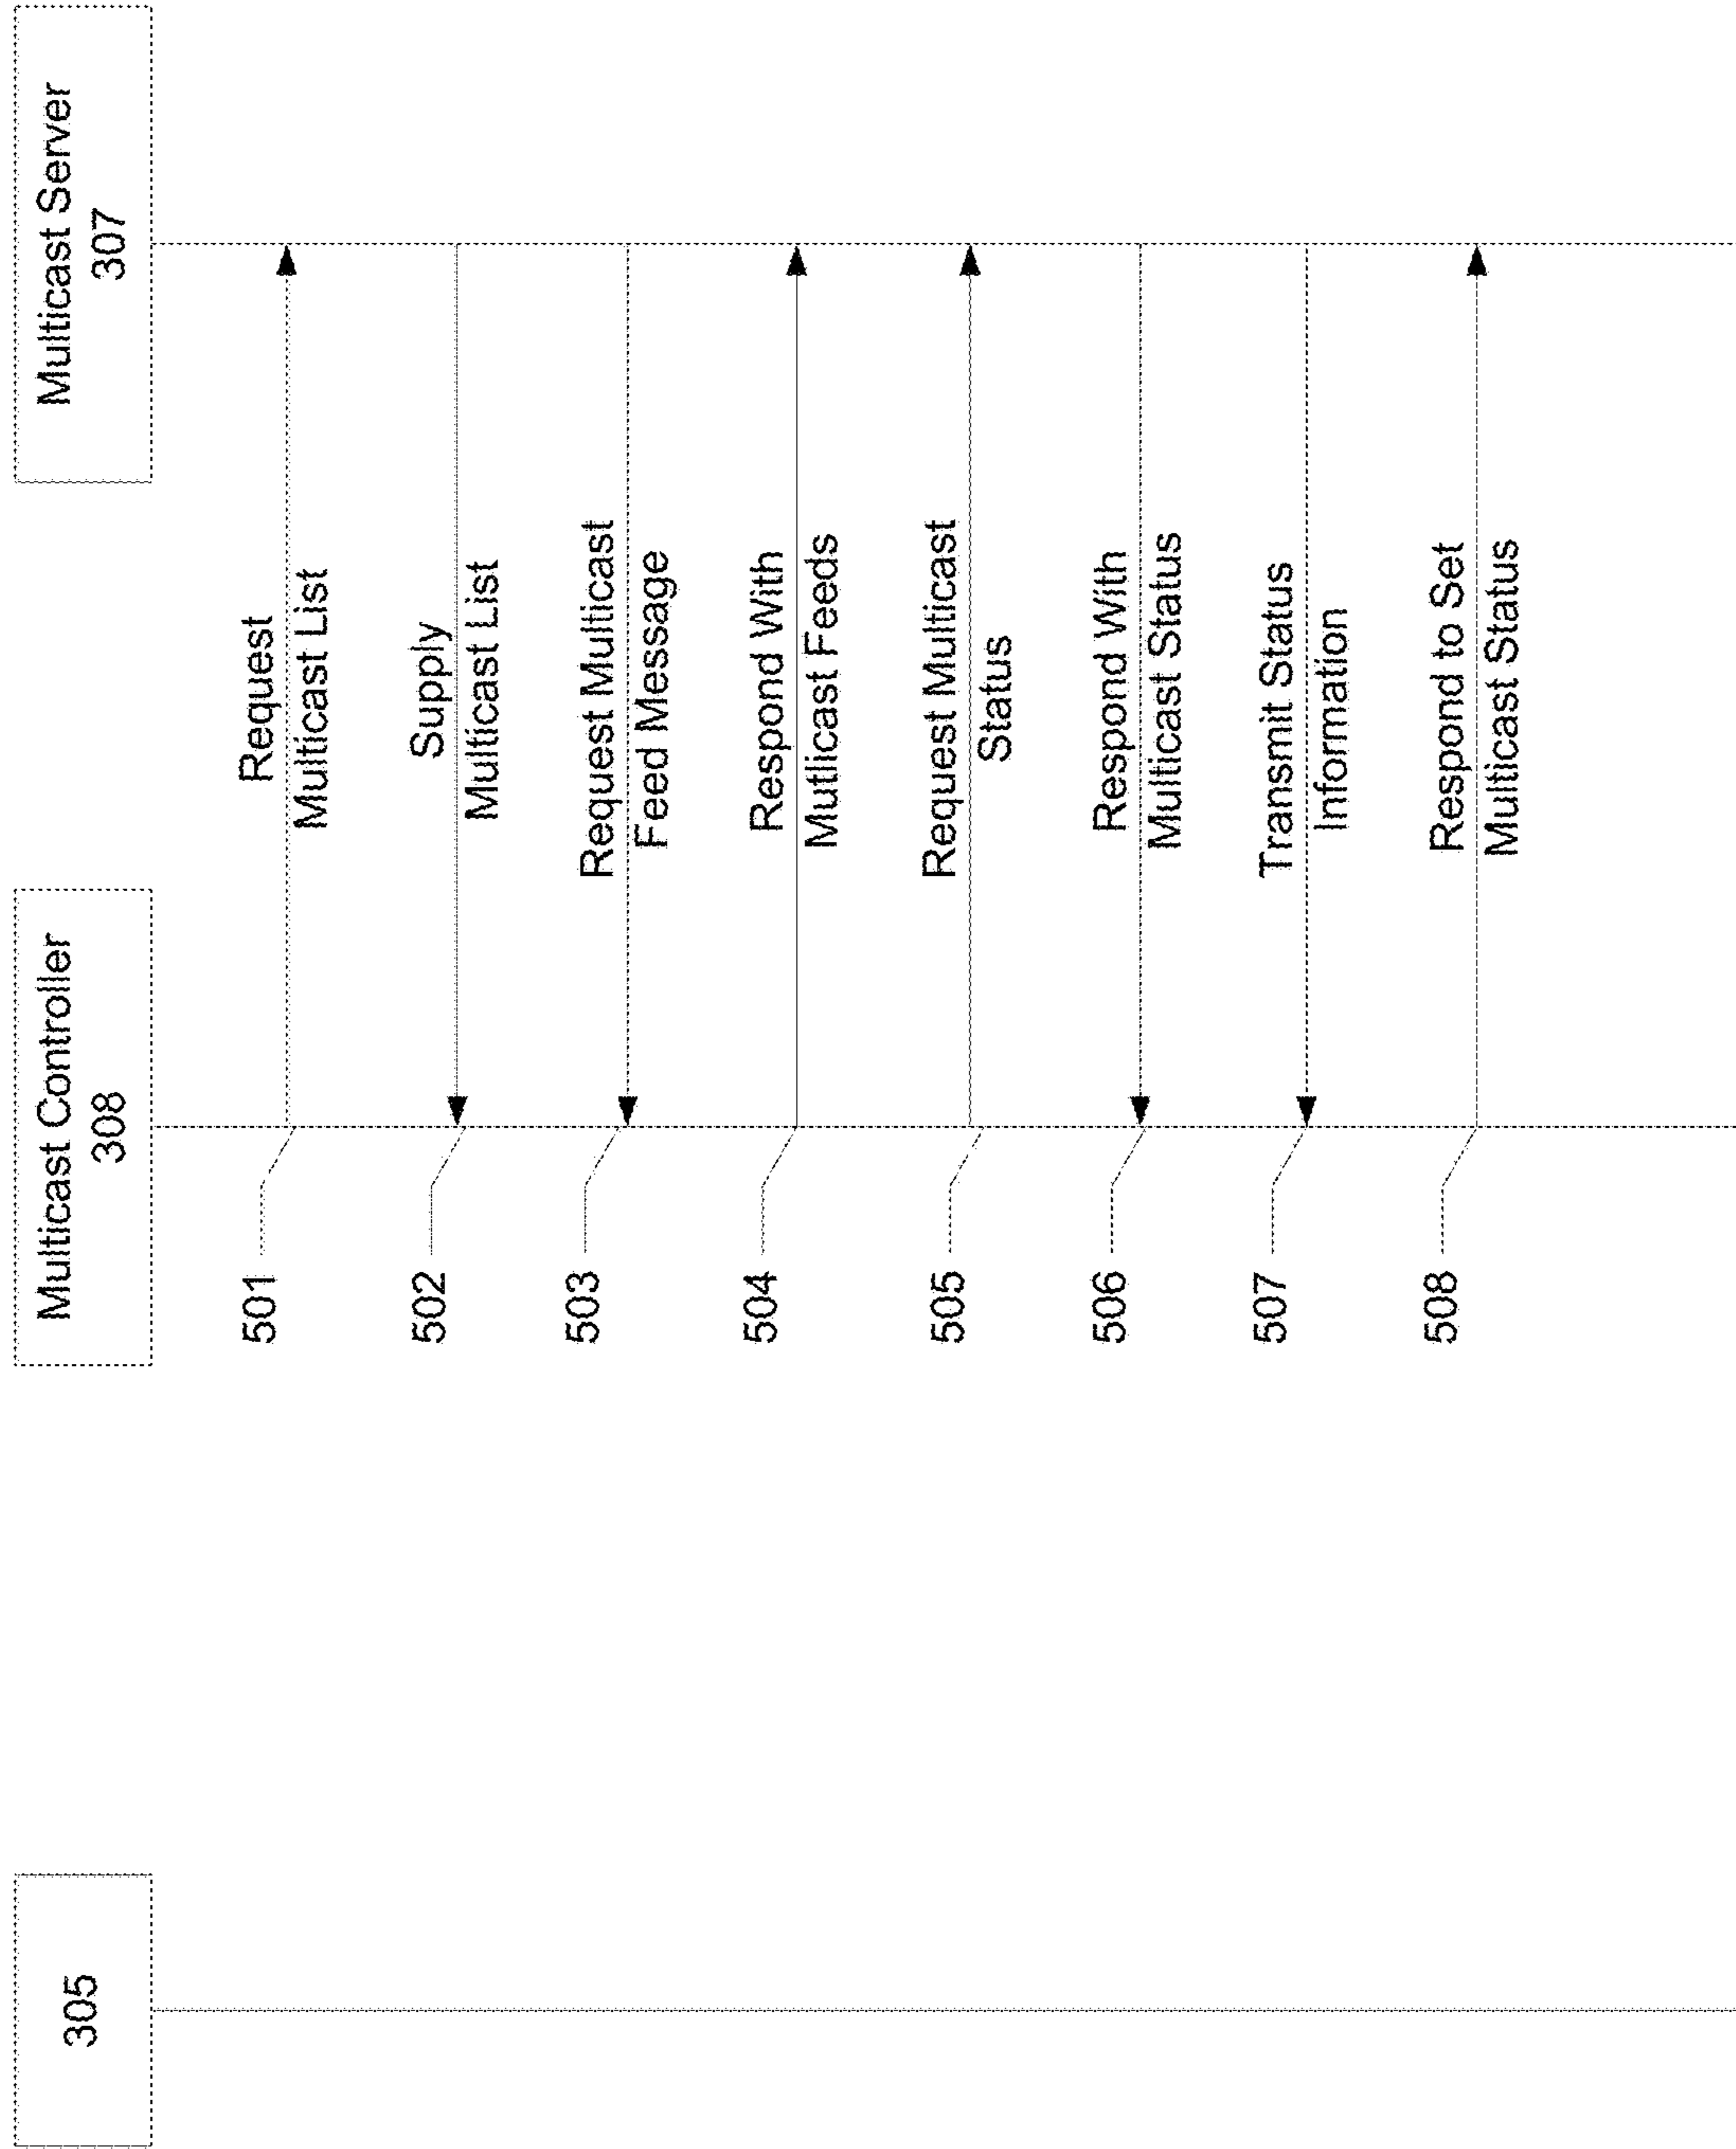 305
Multicast Controller
308
Multicast Server
307
501
Request
Multicast List
502
Supply
Multicast List
503
Request Multicast
Feed Message
504
Respond With
Mutlicast Feeds
505
Request Multicast
Status
506
Respond With
Multicast Status
507
Transmit Status
Information
508
Respond to Set
Multicast Status